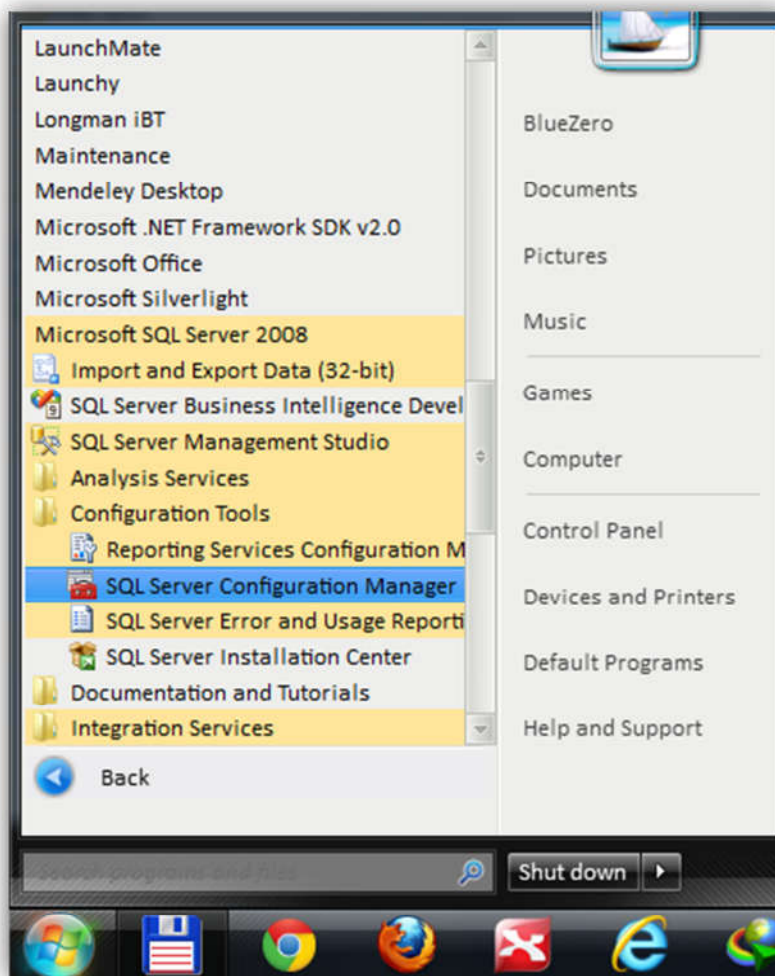 LaunchMate
Launchy
Longman iBT
Maintenance
Mendeley Desktop
Microsoft .NET Framework SDK v2.0
Microsoft Office
Microsoft Silverlight
Microsoft SQL Server 2008
Import and Export Data (32-bit)
SQL Server Business Intelligence Devel
SQL Server Management Studio
Analysis Services
Configuration Tools
Reporting Services Configuration M
SQL Server Configuration Manager
SQL Server Error and Usage Reporti
SQL Server Installation Center
Documentation and Tutorials
Integration Services
Back
Search programs and files
BlueZero
Documents
Pictures
Music
Games
Computer
Control Panel
Devices and Printers
Default Programs
Help and Support
Shut down